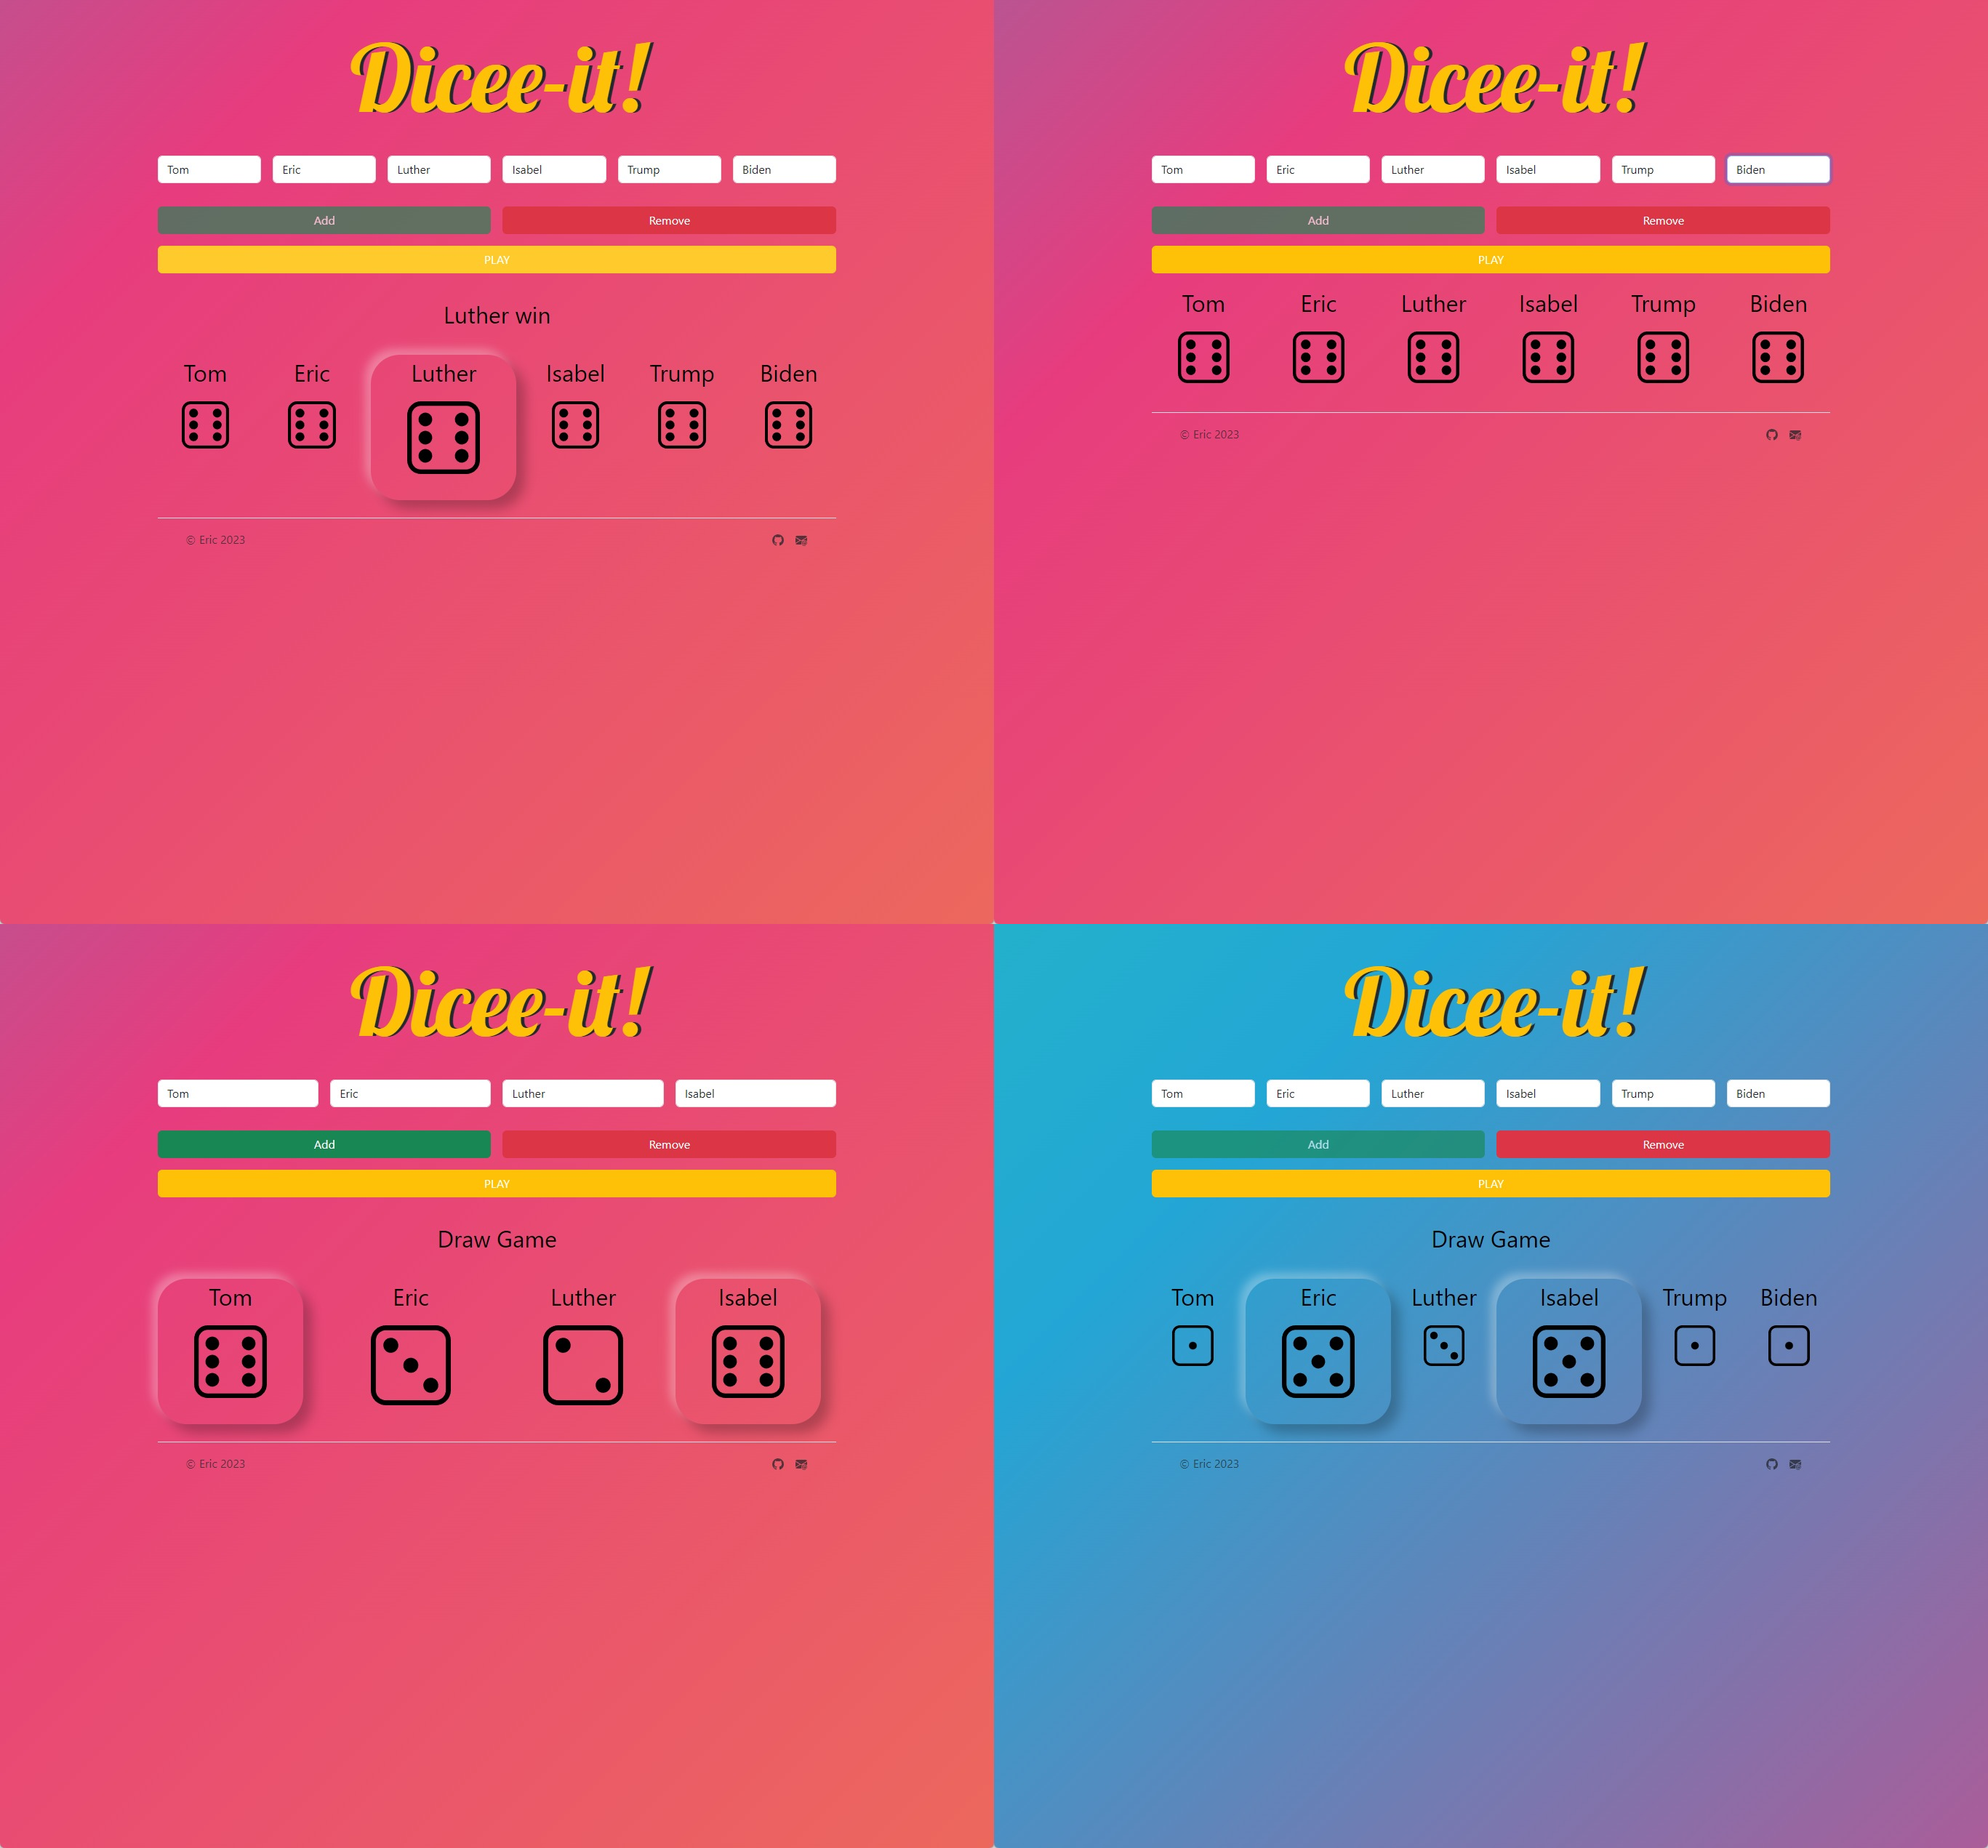 Dicee-it!
Tom Eric Luther Isabel Trump Biden
Add Remove
PLAY
Luther win
Tom Eric Luther Isabel Trump Biden
© Eric 2023
Dicee-it!
Tom Eric Luther Isabel Trump Biden
Add Remove
PLAY
Tom Eric Luther Isabel Trump Biden
© Eric 2023
Dicee-it!
Tom Eric Luther Isabel
Add Remove
PLAY
Draw Game
Tom Eric Luther Isabel
© Eric 2023
Dicee-it!
Tom Eric Luther Isabel Trump Biden
Add Remove
PLAY
Draw Game
Tom Eric Luther Isabel Trump Biden
© Eric 2023